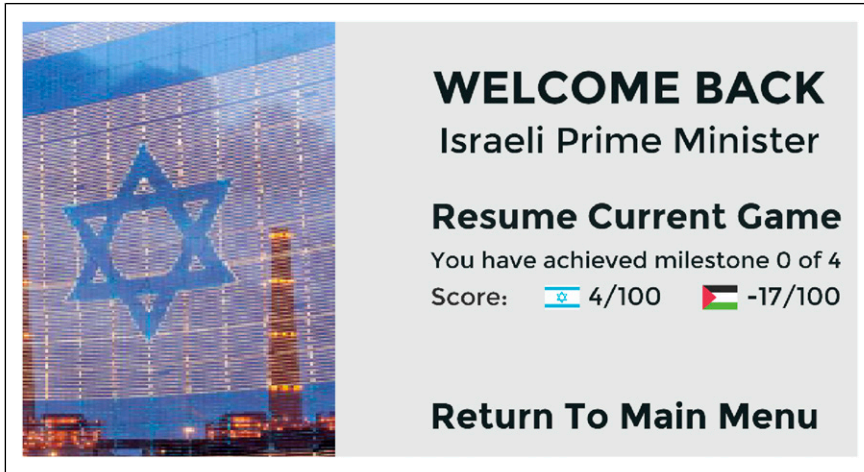 WELCOME BACK
Israeli Prime Minister
Resume Current Game
You have achieved milestone 0 of 4
Score: 4/100 -17/100
Return To Main Menu